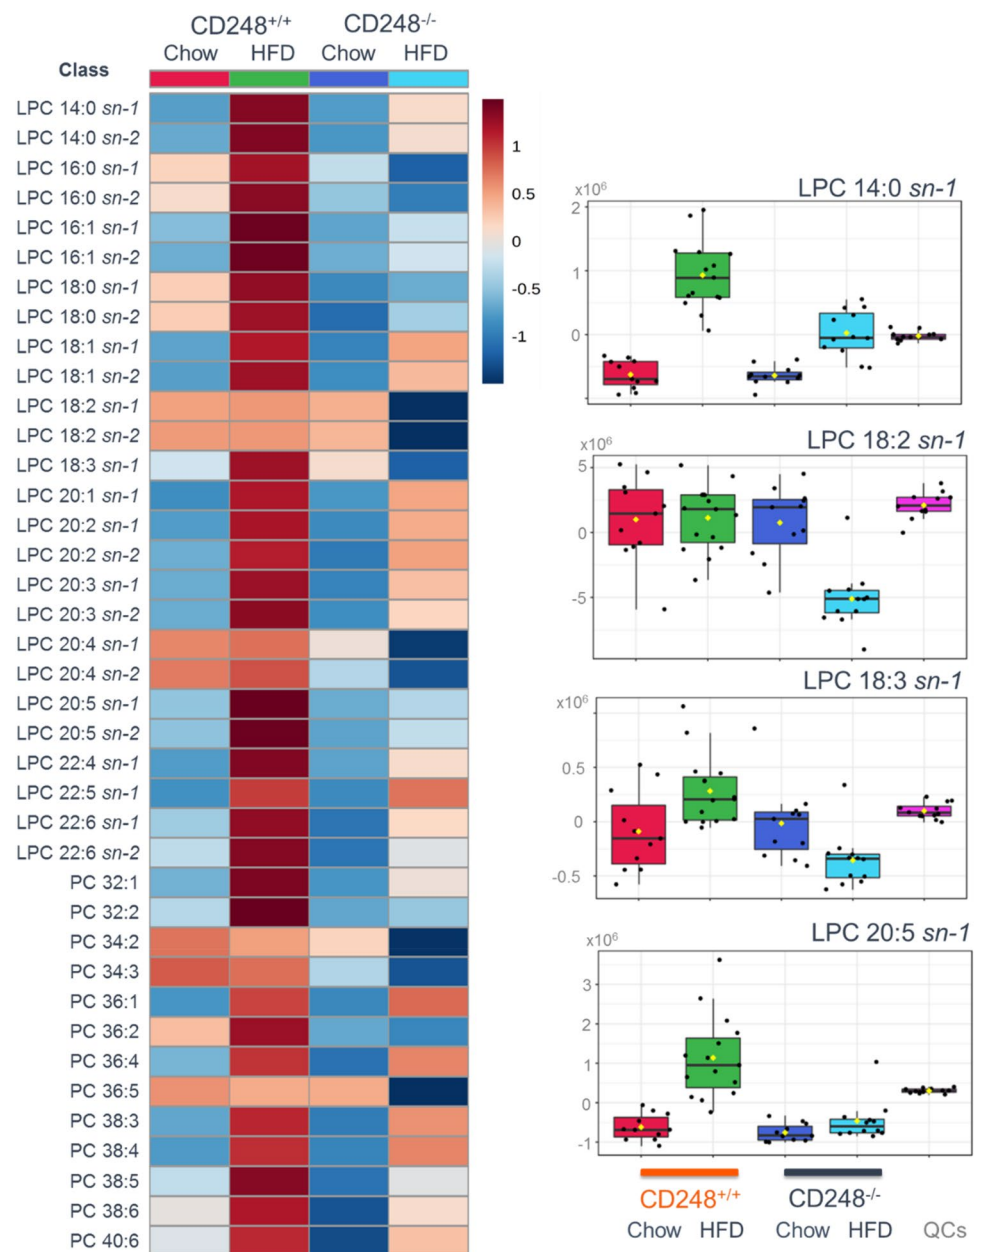 CD248+/+ CD248-/-
Chow HFD Chow HFD
Class
LPC 14:0 sn-1
LPC 14:0 sn-2
LPC 16:0 sn-1
LPC 16:0 sn-2
LPC 16:1 sn-1
LPC 16:1 sn-2
LPC 18:0 sn-1
LPC 18:0 sn-2
LPC 18:1 sn-1
LPC 18:1 sn-2
LPC 18:2 sn-1
LPC 18:2 sn-2
LPC 18:3 sn-1
LPC 20:1 sn-1
LPC 20:2 sn-1
LPC 20:2 sn-2
LPC 20:3 sn-1
LPC 20:3 sn-2
LPC 20:4 sn-1
LPC 20:4 sn-2
LPC 20:5 sn-1
LPC 20:5 sn-2
LPC 22:4 sn-1
LPC 22:5 sn-1
LPC 22:6 sn-1
LPC 22:6 sn-2
PC 32:1
PC 32:2
PC 34:2
PC 34:3
PC 36:1
PC 36:2
PC 36:4
PC 36:5
PC 38:3
PC 38:4
PC 38:5
PC 38:6
PC 40:6
1
0.5
0
-0.5
-1
LPC 14:0 sn-1
x10⁶
2
1
0
LPC 18:2 sn-1
x10⁶
5
0
-5
LPC 18:3 sn-1
x10⁶
0.5
0
-0.5
LPC 20:5 sn-1
x10⁶
3
2
1
0
-1
CD248+/+ CD248-/-
Chow HFD Chow HFD QCs